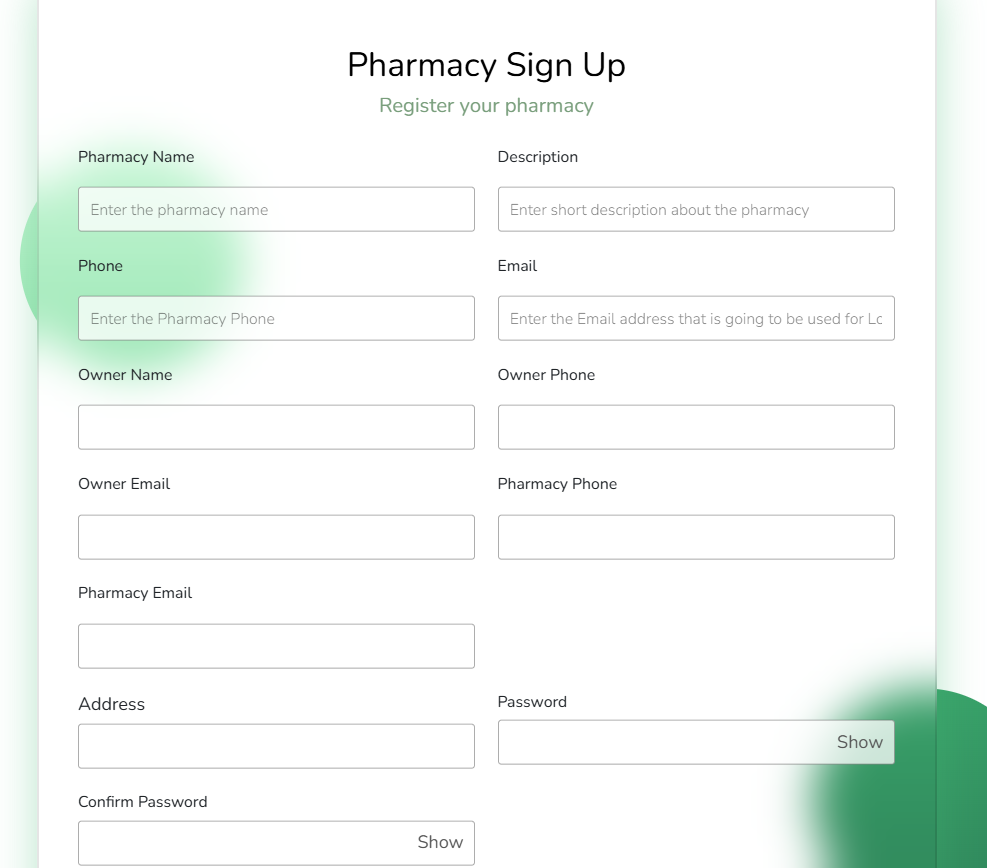 Pharmacy Sign Up
Register your pharmacy
Pharmacy Name
Description
Enter the pharmacy name
Enter short description about the pharmacy
Phone
Email
Enter the Pharmacy Phone
Enter the Email address that is going to be used for Lo
Owner Name
Owner Phone
Owner Email
Pharmacy Phone
Pharmacy Email
Address
Password
Show
Confirm Password
Show